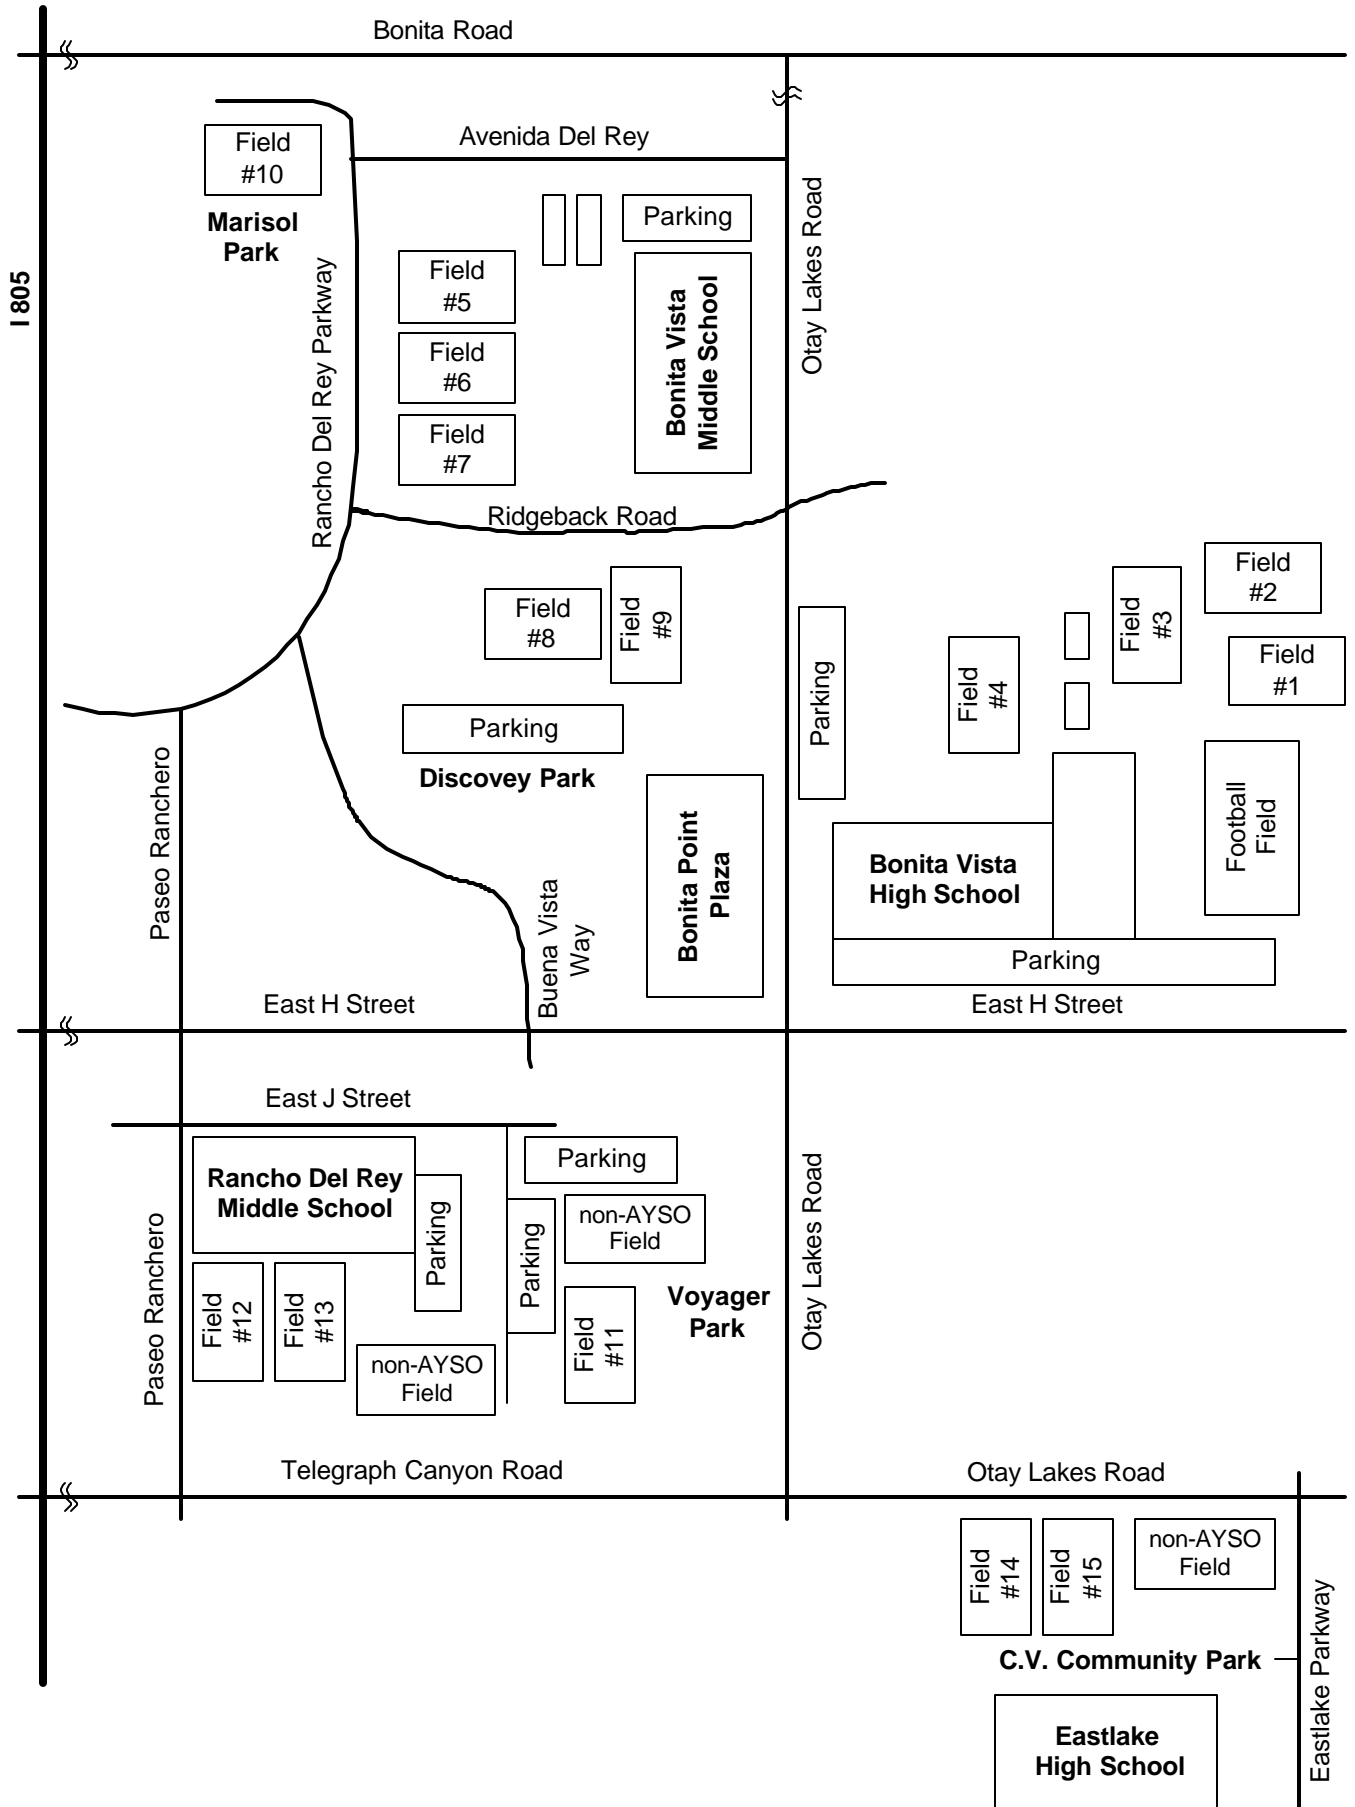 Bonita Road
I 805
Avenida Del Rey
Field
#10
Marisol
Park
Rancho Del Rey Parkway
Parking
Otay Lakes Road
Field
#5
Field
#6
Field
#7
Bonita Vista
Middle School
Ridgeback Road
Field
#8
Field
#9
Parking
Discovey Park
Parking
Field
#4
Field
#3
Field
#2
Field
#1
Football
Field
Paseo Ranchero
Buena Vista
Way
Bonita Point
Plaza
Bonita Vista
High School
Parking
East H Street
East H Street
East J Street
Rancho Del Rey
Middle School
Parking
Parking
Parking
non-AYSO
Field
Voyager
Park
Otay Lakes Road
Paseo Ranchero
Field
#12
Field
#13
non-AYSO
Field
Field
#11
Telegraph Canyon Road
Otay Lakes Road
Field
#14
Field
#15
non-AYSO
Field
C.V. Community Park
Eastlake Parkway
Eastlake
High School